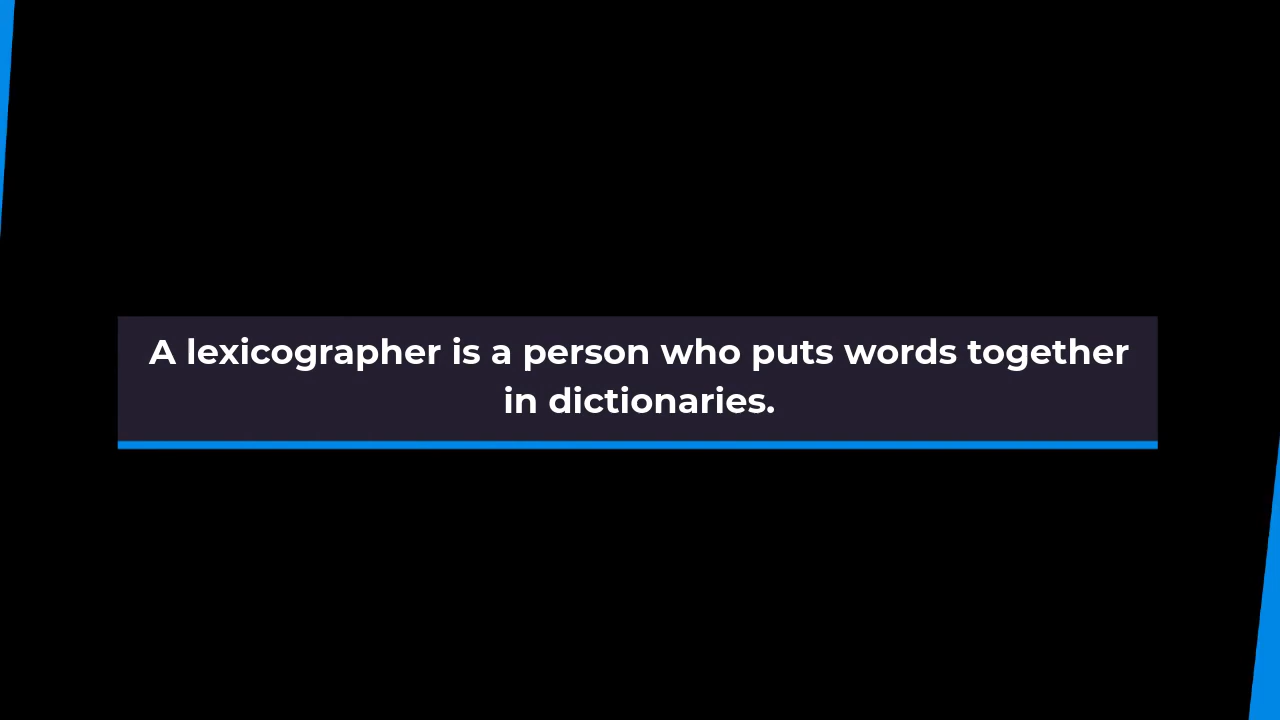 A lexicographer is a person who puts words together
in dictionaries.